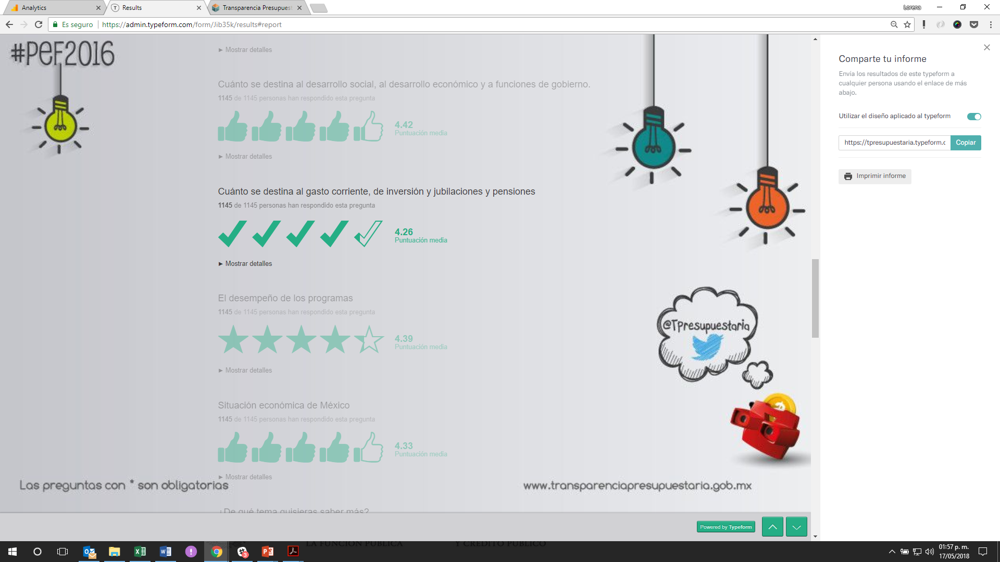 Analytics
Results
Transparencia Presupuest
Lorena
Es seguro
https://admin.typeform.com/form/Jib35k/results#report
#PEF2016
► Mostrar detalles
Cuánto se destina al desarrollo social, al desarrollo económico y a funciones de gobierno.
1145 de 1145 personas han respondido esta pregunta
4.42
Puntuación media
► Mostrar detalles
Cuánto se destina al gasto corriente, de inversión y jubilaciones y pensiones
1145 de 1145 personas han respondido esta pregunta
4.26
Puntuación media
► Mostrar detalles
El desempeño de los programas
1145 de 1145 personas han respondido esta pregunta
4.39
Puntuación media
► Mostrar detalles
Situación económica de México
1145 de 1145 personas han respondido esta pregunta
4.33
Puntuación media
► Mostrar detalles
¿De qué tema quisieras saber más?
@TPresupuestaria
Las preguntas con * son obligatorias
www.transparenciapresupuestaria.gob.mx
Powered by Typeform
Comparte tu informe
Envía los resultados de este typeform a
cualquier persona usando el enlace de más
abajo.
Utilizar el diseño aplicado al typeform
https://tpresupuestaria.typeform.c
Copiar
Imprimir informe
LA FUNCIÓN PÚBLICA
Y CRÉDITO PÚBLICO
3
01:57 p. m.
17/05/2018